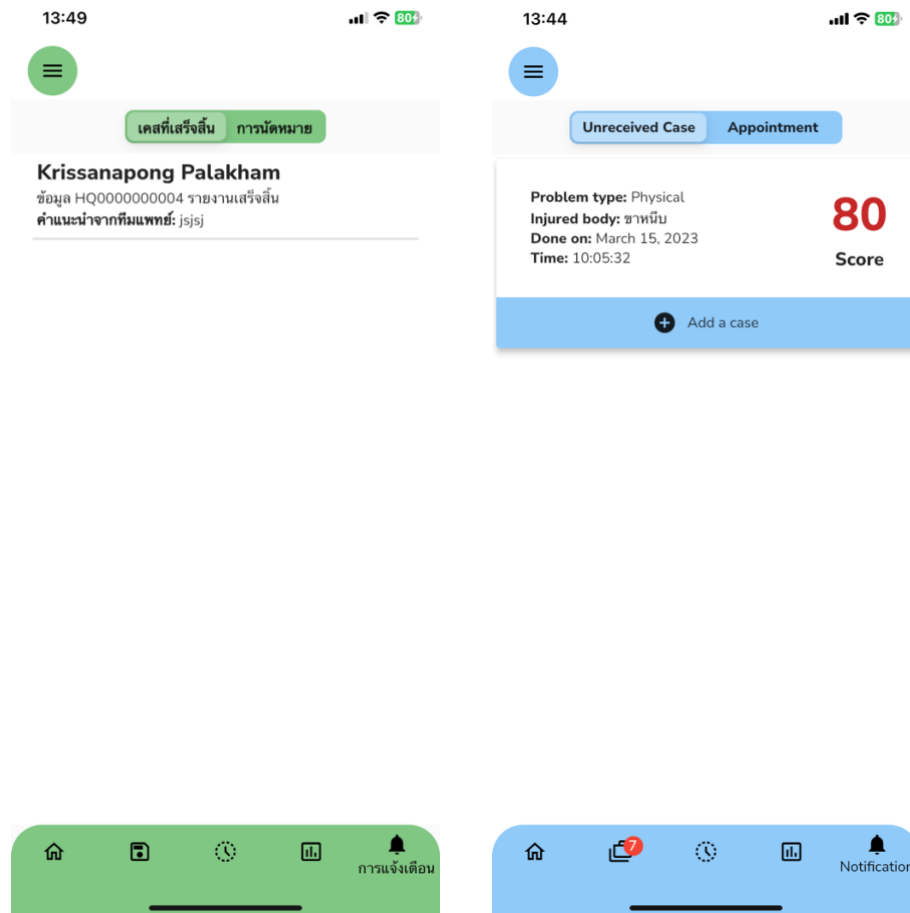 13:49
80
เคสที่เสร็จสิ้น การนัดหมาย
Krissanapong Palakham
ข้อมูล HQ0000000004 รายงานเสร็จสิ้น
คำแนะนำจากทีมแพทย์: jsjsj
การแจ้งเตือน
13:44
80
Unreceived Case Appointment
Problem type: Physical
Injured body: ขาหนีบ
Done on: March 15, 2023
Time: 10:05:32
80
Score
Add a case
7
Notification